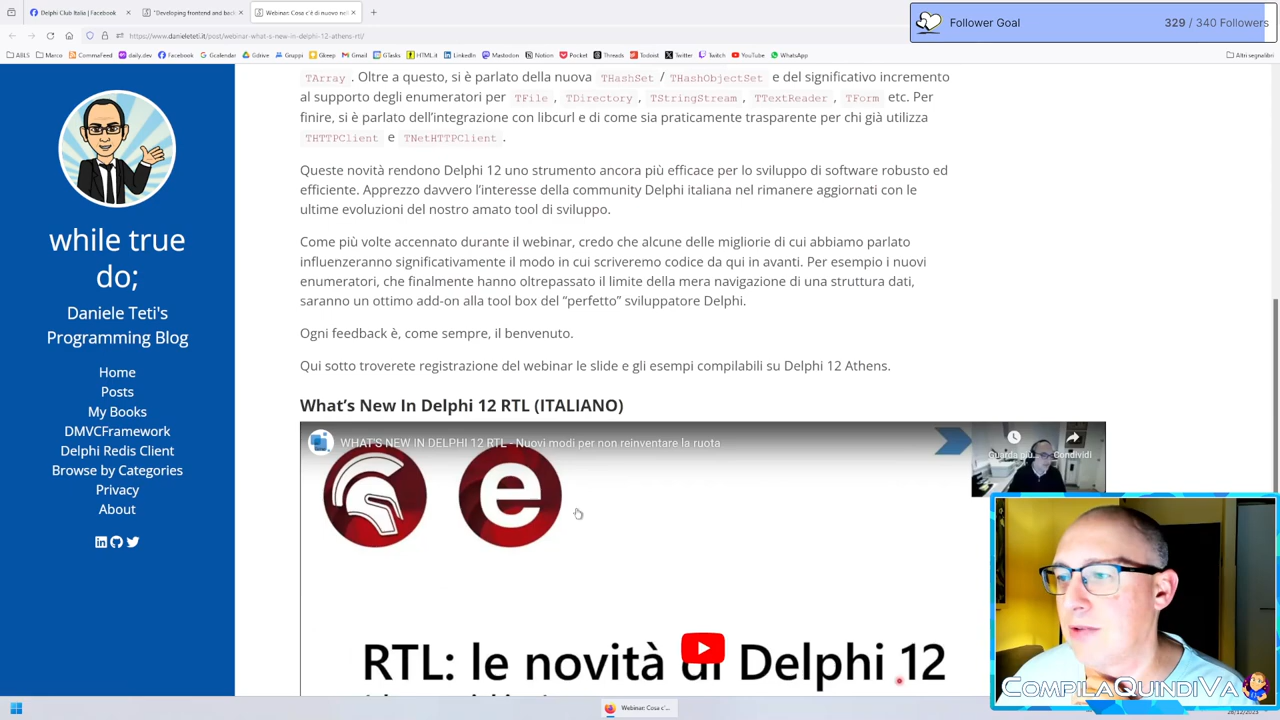 Delphi Club Italia | Facebook
"Developing frontend and back
Webinar: Cosa c'è di nuovo nell
https://www.danieleteti.it/post/webinar-what-s-new-in-delphi-12-athens-rtl/
ABLS Marco CommaFeed daily.dev Facebook Gcalendar Gdrive Gruppi Gkeep Gmail GTasks HTML.it LinkedIn Mastodon Notion Pocket Threads Todoist Twitter Twitch YouTube WhatsApp
Altri segnalibri
Follower Goal 329 / 340 Followers
while true
do;
Daniele Teti's
Programming Blog
Home
Posts
My Books
DMVCFramework
Delphi Redis Client
Browse by Categories
Privacy
About
TArray . Oltre a questo, si è parlato della nuova THashSet / THashObjectSet e del significativo incremento
al supporto degli enumeratori per TFile , TDirectory , TStringStream , TTextReader , TForm etc. Per
finire, si è parlato dell'integrazione con libcurl e di come sia praticamente trasparente per chi già utilizza
THTTPClient e TNetHTTPClient .
Queste novità rendono Delphi 12 uno strumento ancora più efficace per lo sviluppo di software robusto ed
efficiente. Apprezzo davvero l'interesse della community Delphi italiana nel rimanere aggiornati con le
ultime evoluzioni del nostro amato tool di sviluppo.
Come più volte accennato durante il webinar, credo che alcune delle migliorie di cui abbiamo parlato
influenzeranno significativamente il modo in cui scriveremo codice da qui in avanti. Per esempio i nuovi
enumeratori, che finalmente hanno oltrepassato il limite della mera navigazione di una struttura dati,
saranno un ottimo add-on alla tool box del “perfetto” sviluppatore Delphi.
Ogni feedback è, come sempre, il benvenuto.
Qui sotto troverete registrazione del webinar le slide e gli esempi compilabili su Delphi 12 Athens.
What's New In Delphi 12 RTL (ITALIANO)
WHAT'S NEW IN DELPHI 12 RTL - Nuovi modi per non reinventare la ruota
Guarda più... Condividi
e
RTL: le novità di Delphi 12
COMPILAQUINDIVA
Webinar: Cosa c'...